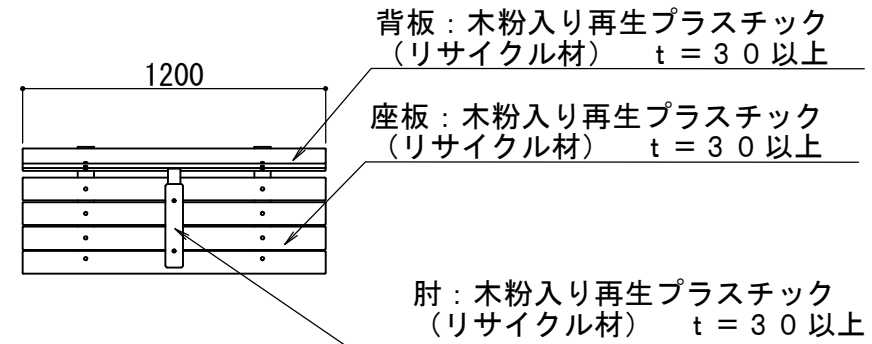 背板：木粉入り再生プラスチック
（リサイクル材）　ｔ＝３０以上
1200
座板：木粉入り再生プラスチック
（リサイクル材）　ｔ＝３０以上
肘：木粉入り再生プラスチック
（リサイクル材）　ｔ＝３０以上